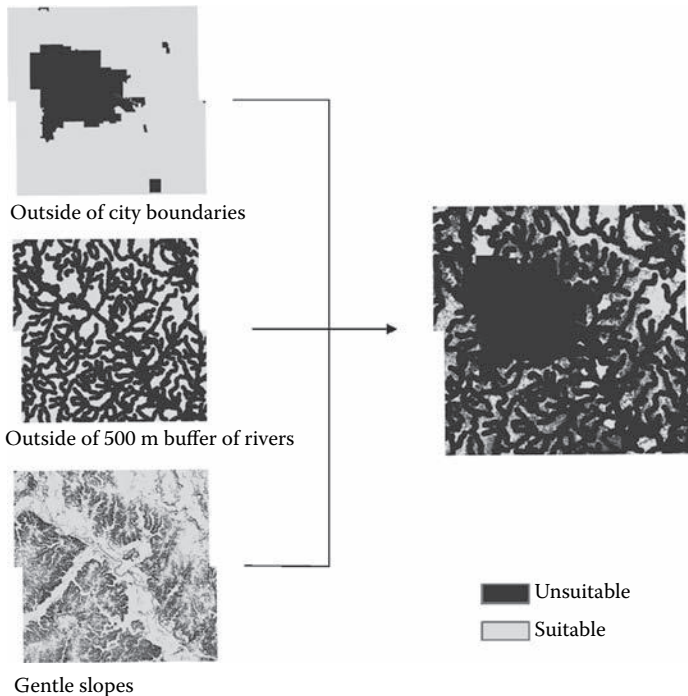 Outside of city boundaries
Outside of 500 m buffer of rivers
Gentle slopes
Unsuitable
Suitable